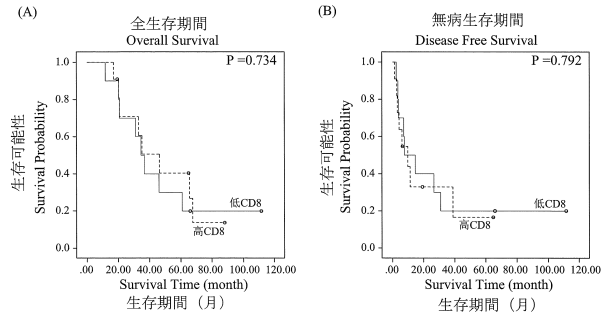 (A)
全生存期間
Overall Survival
P =0.734
生存可能性
Survival Probability
1.0
0.8
0.6
0.4
0.2
0.0
低CD8
高CD8
.00 20.00 40.00 60.00 80.00 100.00 120.00
Survival Time (month)
生存期間（月）
(B)
無病生存期間
Disease Free Survival
P =0.792
生存可能性
Survival Probability
1.0
0.8
0.6
0.4
0.2
0.0
低CD8
高CD8
.00 20.00 40.00 60.00 80.00 100.00 120.00
Survival Time (month)
生存期間（月）